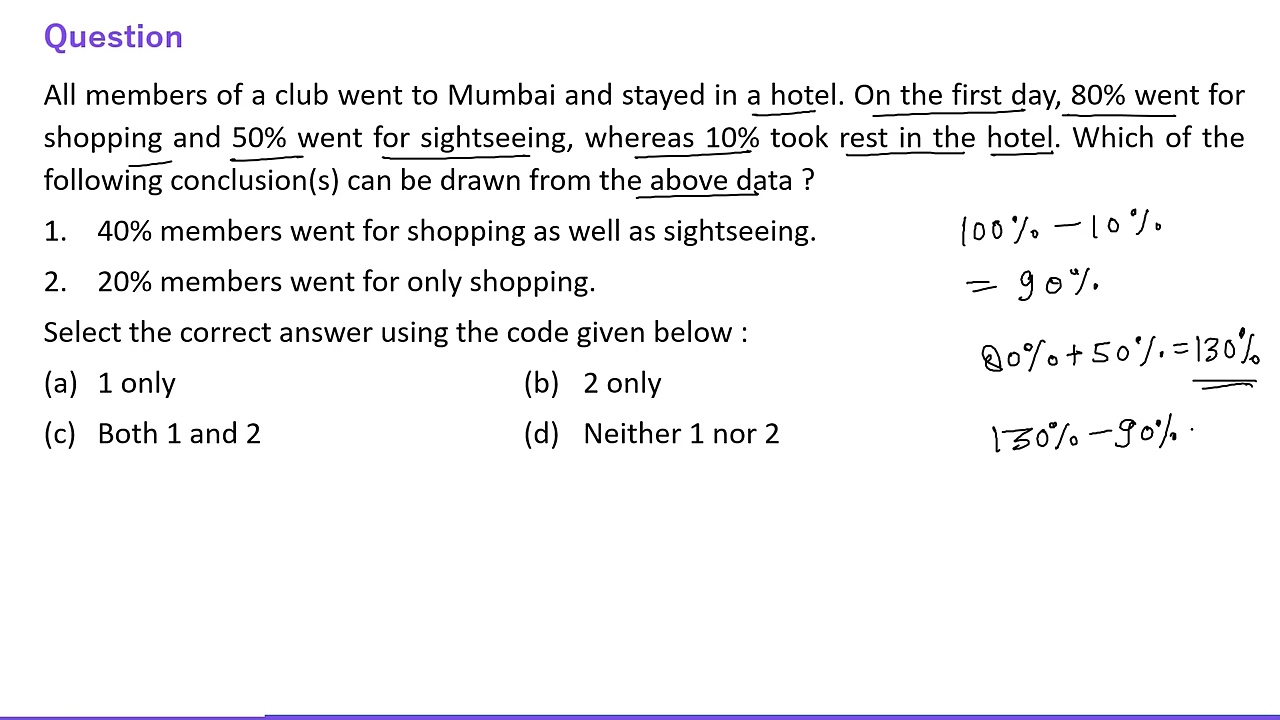 Question
All members of a club went to Mumbai and stayed in a hotel. On the first day, 80% went for
shopping and 50% went for sightseeing, whereas 10% took rest in the hotel. Which of the
following conclusion(s) can be drawn from the above data ?
1. 40% members went for shopping as well as sightseeing.
2. 20% members went for only shopping.
Select the correct answer using the code given below :
(a) 1 only (b) 2 only
(c) Both 1 and 2 (d) Neither 1 nor 2
100% - 10%
= 90%
80% + 50% = 130%
130% - 90%